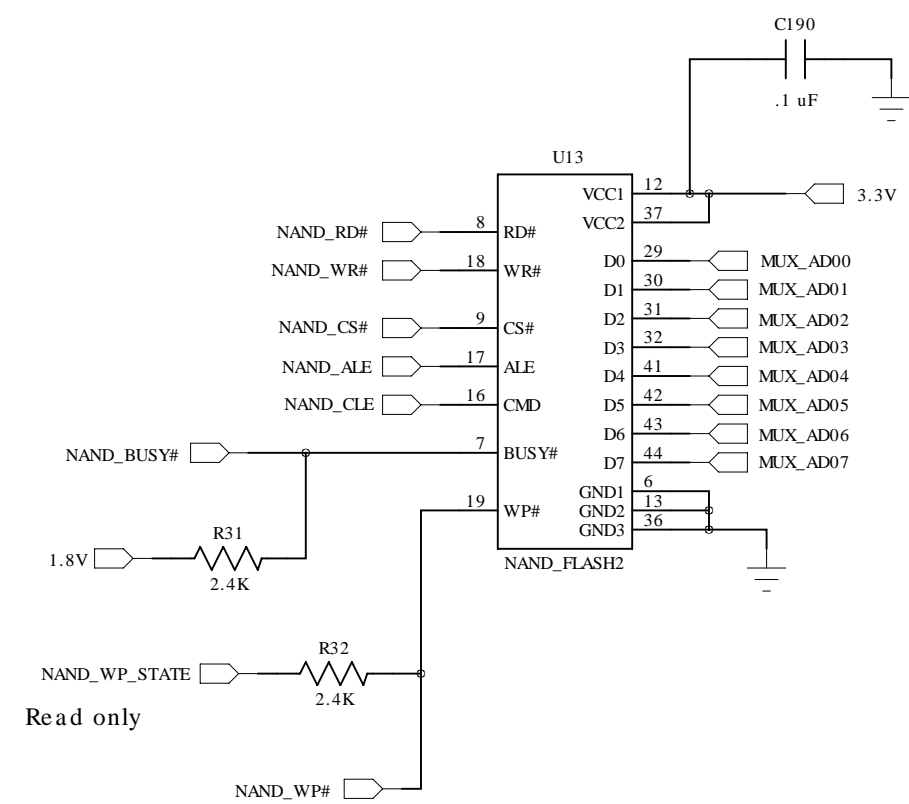 C190
.1 uF
U13
VCC1 12 3.3V
VCC2 37
NAND_RD# 8 RD#
D0 29 MUX_AD00
NAND_WR# 18 WR#
D1 30 MUX_AD01
D2 31 MUX_AD02
NAND_CS# 9 CS#
D3 32 MUX_AD03
NAND_ALE 17 ALE
D4 41 MUX_AD04
NAND_CLE 16 CMD
D5 42 MUX_AD05
D6 43 MUX_AD06
NAND_BUSY# 7 BUSY#
D7 44 MUX_AD07
GND1 6
19 WP#
GND2 13
GND3 36
R31
1.8V
2.4K
NAND_FLASH2
R32
NAND_WP_STATE
2.4K
Read only
NAND_WP#